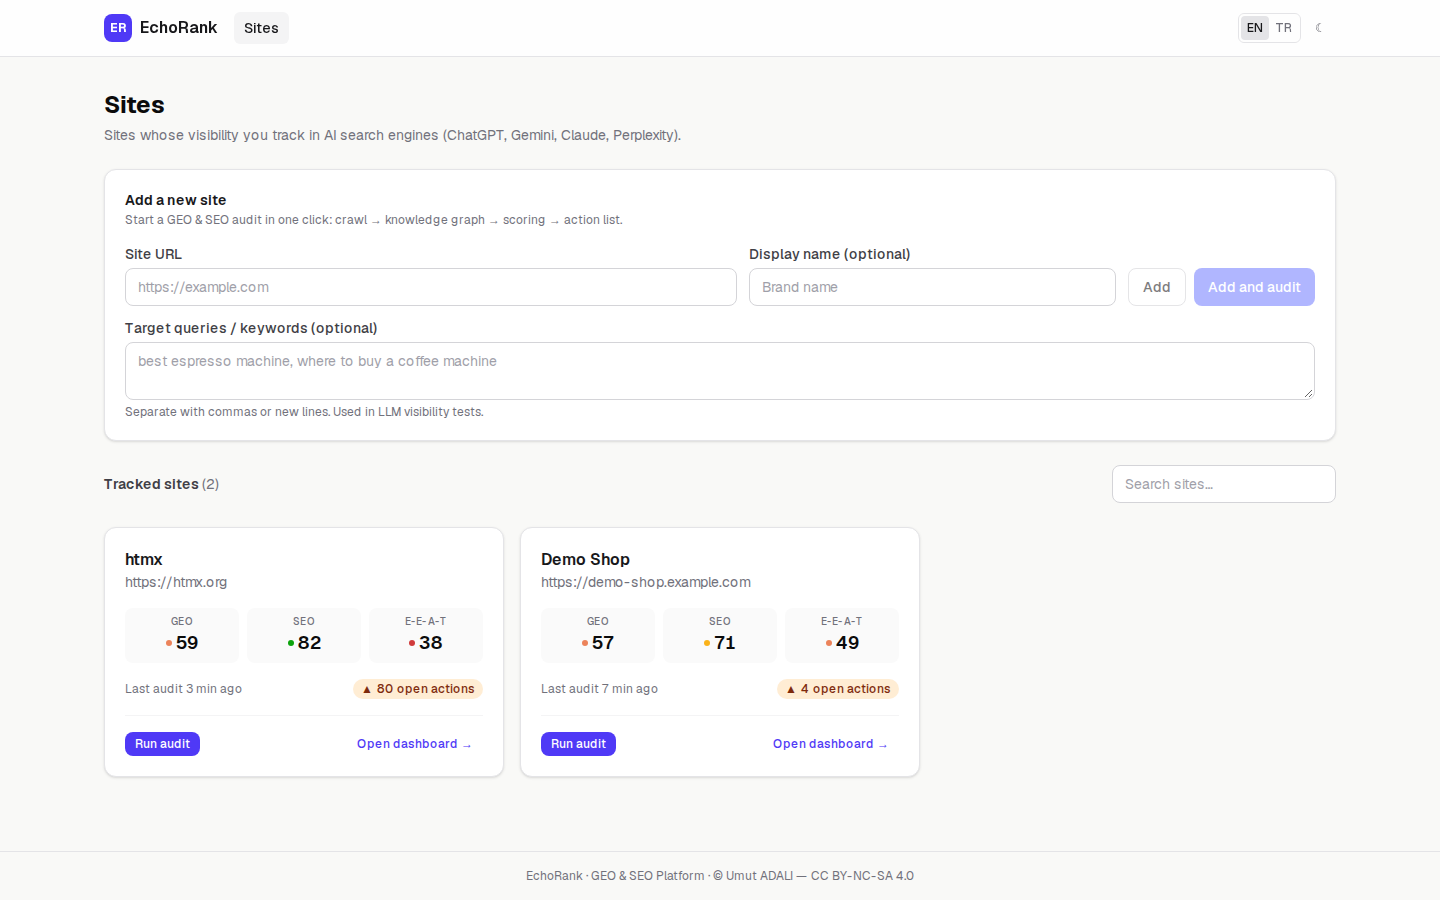 ER EchoRank Sites EN TR
Sites
Sites whose visibility you track in AI search engines (ChatGPT, Gemini, Claude, Perplexity).
Add a new site
Start a GEO & SEO audit in one click: crawl → knowledge graph → scoring → action list.
Site URL Display name (optional)
https://example.com Brand name Add Add and audit
Target queries / keywords (optional)
best espresso machine, where to buy a coffee machine
Separate with commas or new lines. Used in LLM visibility tests.
Tracked sites (2) Search sites...
htmx
https://htmx.org
GEO SEO E-E-A-T
59 82 38
Last audit 3 min ago ▲ 80 open actions
Run audit Open dashboard →
Demo Shop
https://demo-shop.example.com
GEO SEO E-E-A-T
57 71 49
Last audit 7 min ago ▲ 4 open actions
Run audit Open dashboard →
EchoRank · GEO & SEO Platform · © Umut ADALI — CC BY-NC-SA 4.0